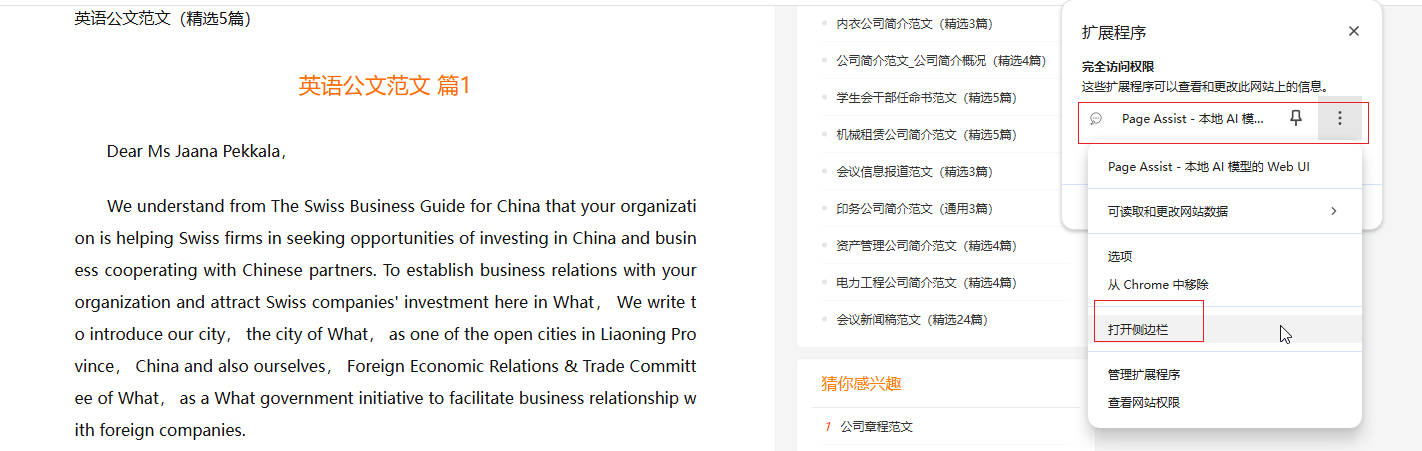 英语公文范文（精选5篇）
英语公文范文 篇1
Dear Ms Jaana Pekkala，
We understand from The Swiss Business Guide for China that your organizati
on is helping Swiss firms in seeking opportunities of investing in China and busin
ess cooperating with Chinese partners. To establish business relations with your
organization and attract Swiss companies' investment here in What， We write t
o introduce our city， the city of What， as one of the open cities in Liaoning Pro
vince， China and also ourselves， Foreign Economic Relations & Trade Committ
ee of What， as a What government initiative to facilitate business relationship w
ith foreign companies.
内衣公司简介范文（精选3篇）
公司简介范文_公司简介概况（精选4篇）
学生会干部任命书范文（精选5篇）
机械租赁公司简介范文（精选5篇）
会议信息报道范文（精选3篇）
印务公司简介范文（通用3篇）
资产管理公司简介范文（精选4篇）
电力工程公司简介范文（精选4篇）
会议新闻稿范文（精选24篇）
猜你感兴趣
1 公司章程范文
扩展程序
完全访问权限
这些扩展程序可以查看和更改此网站上的信息。
Page Assist - 本地 AI 模...
Page Assist - 本地 AI 模型的 Web UI
可读取和更改网站数据
选项
从 Chrome 中移除
打开侧边栏
管理扩展程序
查看网站权限